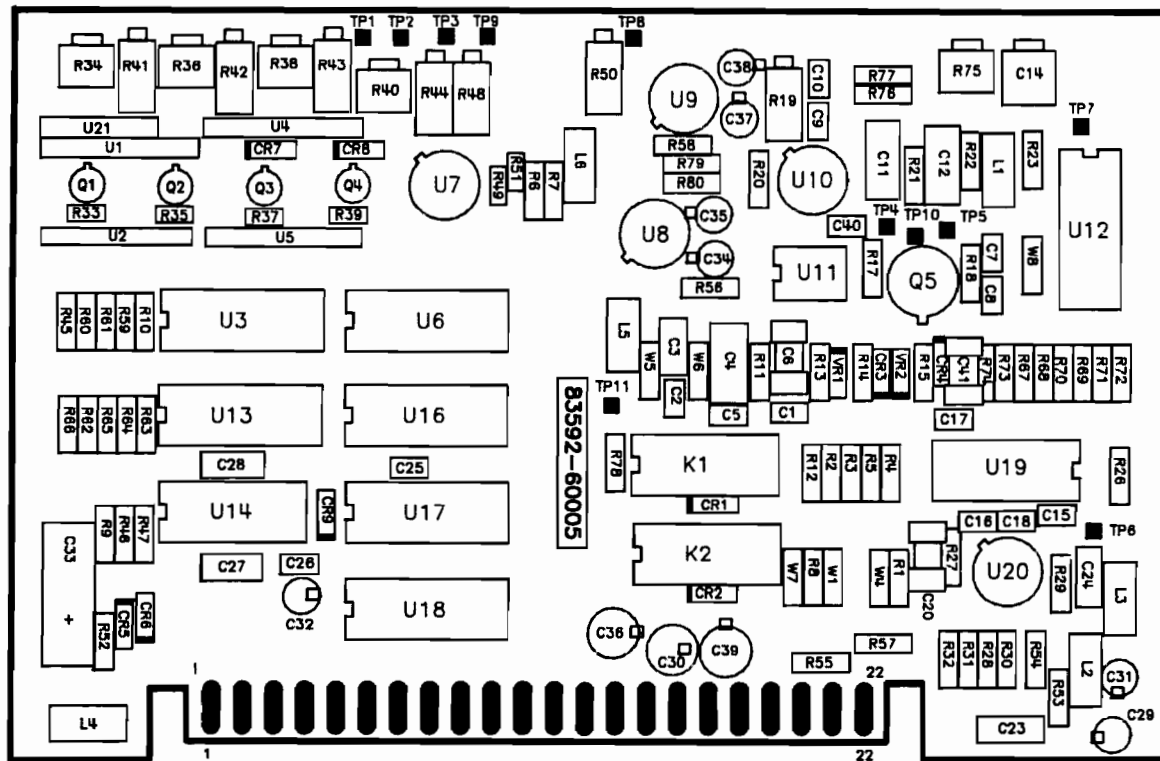 TP1 TP2 TP3 TP9 TP8
R34 R41 R36 R42 R38 R43 R40 R44 R48 R50
C38 U9 C37 R19 C10 C9 R77 R76 R75 C14 TP7
U21 U4
U1 CR7 CR8
Q1 Q2 Q3 Q4
R33 R35 R37 R39
U2 U5
U7 R49 R51 R6 R7 L6
R58 R79 R80 R20 U10
C11 R21 C12 R22 L1 R23 U12
U8 C35 C34 R56
C40 TP4 TP10 TP5
U11 R17 Q5 R18 C7 C8 W8
R45 R60 R61 R59 R10 U3 U6
L5 W5 C3 C2 W6 C4 C5 R11 C6 C1 R13 VR1 R14 CR3 VR2 R15 CR4 C41 R74 R73 R67 R68 R70 R69 R71 R72
TP11 C17
R66 R62 R65 R64 R63 U13 U16
83592-60005
C28 C25
R78 K1 CR1 R12 R2 R3 R5 R4 U19 R26
R9 R46 R47 U14 CR9 U17
C16 C18 C15 TP6
C33 + C27 C26 C32
K2 CR2 W7 R8 W1 W4 R1 R27 C20 U20 R29 C24 L3
R52 CR5 CR6 U18
C36 C30 C39 R55 R57
R32 R31 R28 R30 R54 R53 L2 C31
1 22
L4 C23 C29
1 22